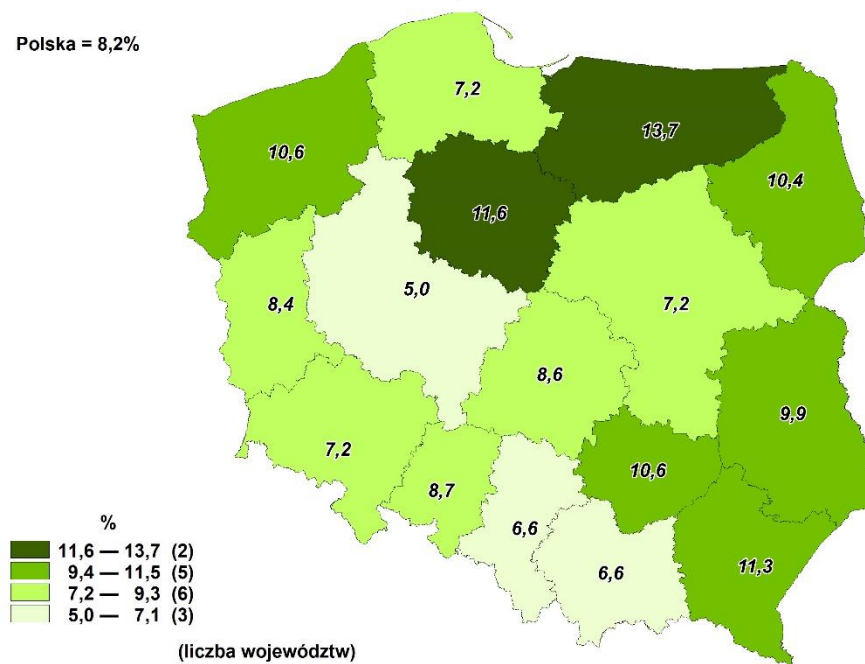 Polska = 8,2%
7,2
13,7
10,6
10,4
11,6
5,0
8,4
7,2
8,6
9,9
7,2
10,6
8,7
6,6
6,6
11,3
%
11,6 — 13,7 (2)
9,4 — 11,5 (5)
7,2 — 9,3 (6)
5,0 — 7,1 (3)
(liczba województw)